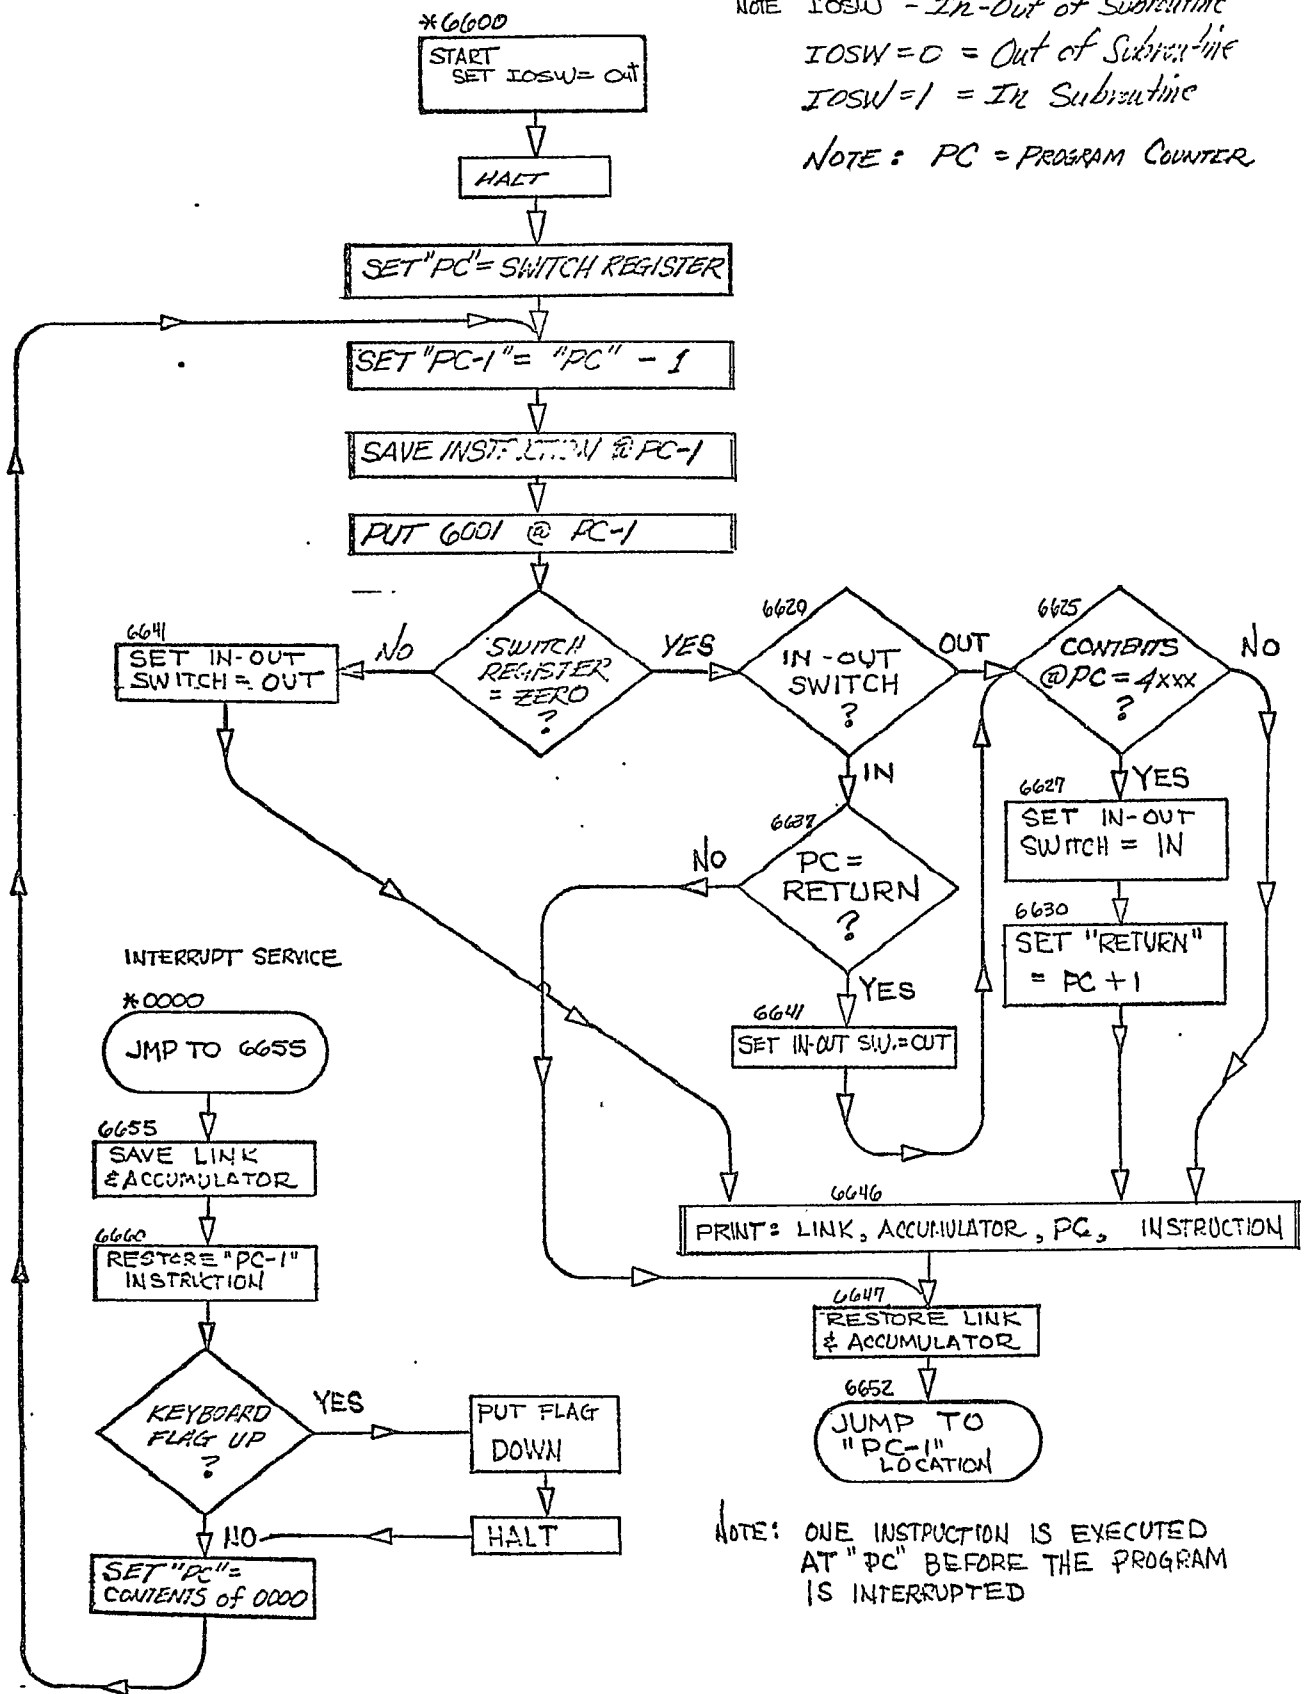 NOTE IOSW - In-Out of Subroutine
IOSW=0 = Out of Subroutine
IOSW=1 = In Subroutine
NOTE: PC = PROGRAM COUNTER
*6600
START
SET IOSW= OUT
HALT
SET "PC"= SWITCH REGISTER
SET "PC-1" = "PC" - 1
SAVE INSTRUCTION @ PC-1
PUT 6001 @ PC-1
SWITCH
REGISTER
= ZERO
?
NO
YES
6641
SET IN-OUT
SWITCH = OUT
6620
IN-OUT
SWITCH
?
OUT
IN
6625
CONTENTS
@PC=4XXX
?
NO
YES
6627
SET IN-OUT
SWITCH = IN
6630
SET "RETURN"
= PC +1
6637
PC =
RETURN
?
NO
YES
6641
SET IN-OUT SW.=OUT
INTERRUPT SERVICE
*0000
JMP TO 6655
6655
SAVE LINK
& ACCUMULATOR
6660
RESTORE "PC-1"
INSTRUCTION
KEYBOARD
FLAG UP
?
YES
PUT FLAG
DOWN
HALT
NO
SET "PC"=
CONTENTS of 0000
6646
PRINT: LINK, ACCUMULATOR, PC, INSTRUCTION
6647
RESTORE LINK
& ACCUMULATOR
6652
JUMP TO
"PC-1"
LOCATION
NOTE: ONE INSTRUCTION IS EXECUTED
AT "PC" BEFORE THE PROGRAM
IS INTERRUPTED